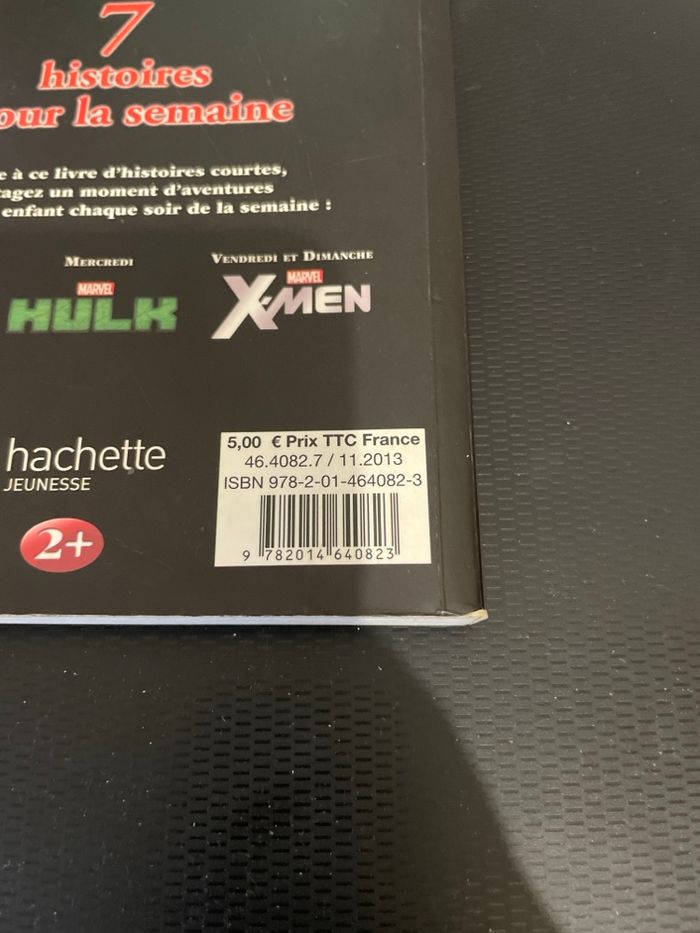 7
histoires
our la semaine
e à ce livre d'histoires courtes,
tagez un moment d'aventures
enfant chaque soir de la semaine :
Mercredi
Vendredi et Dimanche
MARVEL
HULK
MARVEL
X-MEN
hachette
JEUNESSE
2+
5,00 € Prix TTC France
46.4082.7 / 11.2013
ISBN 978-2-01-464082-3
9 782014 640823